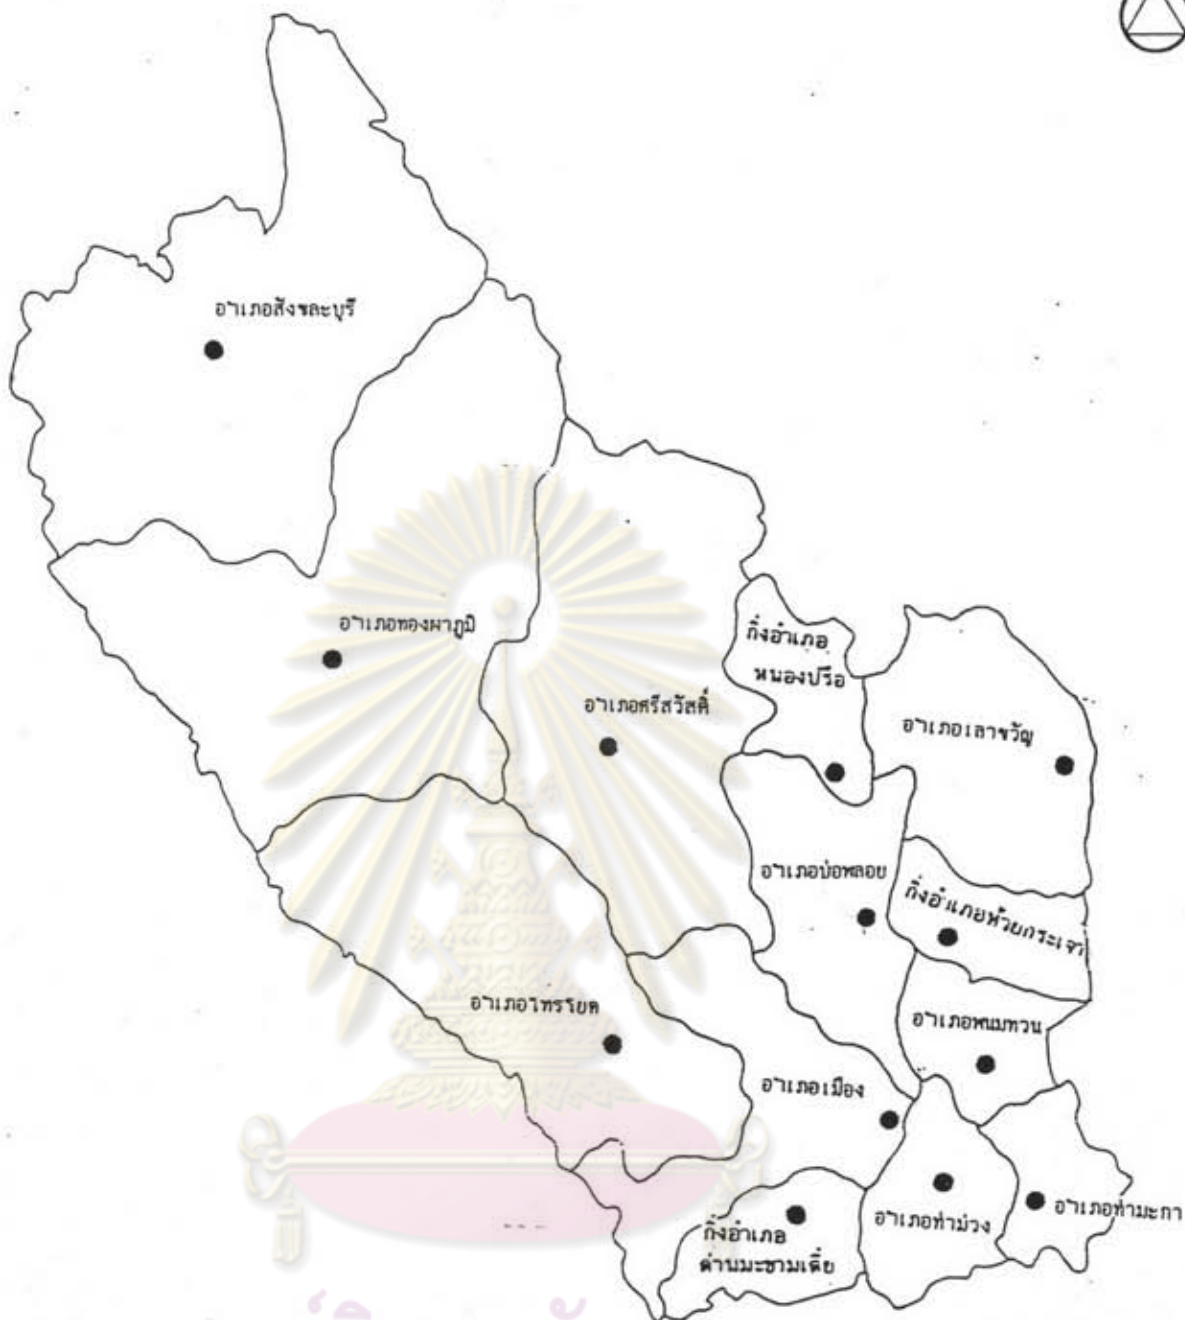 อำเภอสังขละบุรี
อำเภอทองผาภูมิ
กิ่งอำเภอ
หนองปรือ
อำเภอศรีสวัสดิ์
อำเภอเลาขวัญ
อำเภอบ่อพลอย
กิ่งอำเภอห้วยกระเจา
อำเภอไทรโยค
อำเภอพนมทวน
อำเภอเมือง
อำเภอท่ามะกา
อำเภอท่าม่วง
กิ่งอำเภอ
ด่านมะขามเตี้ย